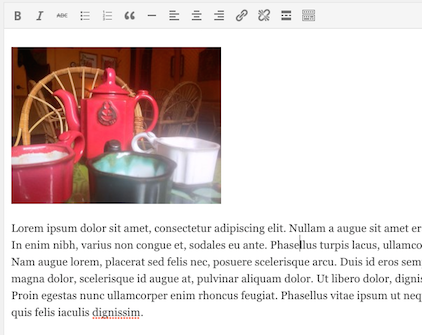 B I ABC
Lorem ipsum dolor sit amet, consectetur adipiscing elit. Nullam a augue sit amet er
In enim nibh, varius non congue et, sodales eu ante. Phasellus turpis lacus, ullamco
Nam augue lorem, placerat sed felis nec, posuere scelerisque arcu. Duis id eros sem
magna dolor, scelerisque id augue at, pulvinar aliquam dolor. Ut libero dolor, dignis
Proin egestas nunc ullamcorper enim rhoncus feugiat. Phasellus vitae ipsum ut neq
quis felis iaculis dignissim.